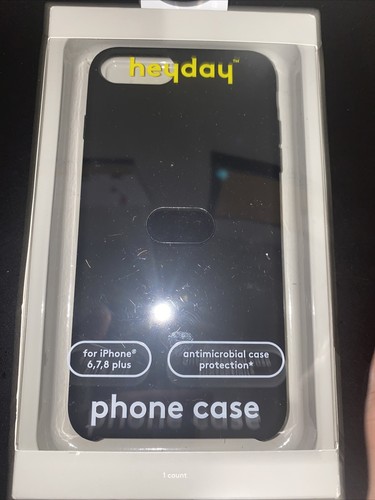 heyday™
for iPhone®
6,7,8 plus
antimicrobial case
protection*
phone case
1 count